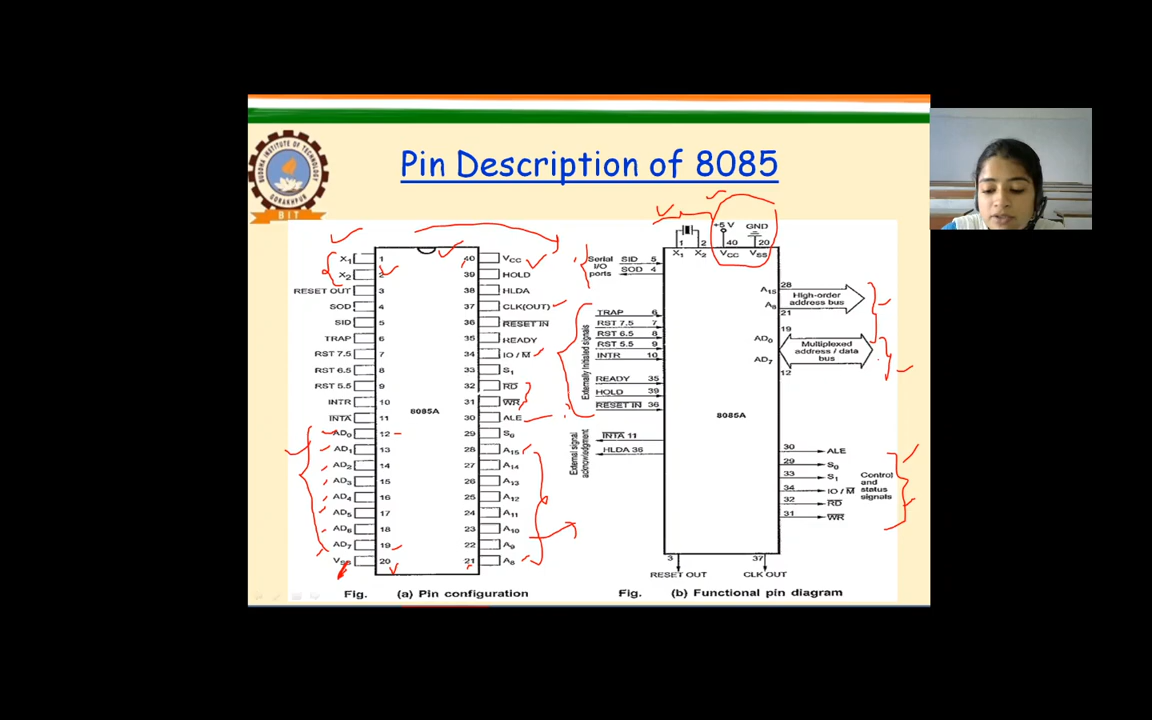 BUDDHA INSTITUTE OF TECHNOLOGY
GORAKHPUR
BIT
Pin Description of 8085
X1 1
X2 2
RESET OUT 3
SOD 4
SID 5
TRAP 6
RST 7.5 7
RST 6.5 8
RST 5.5 9
INTR 10
INTA 11
AD0 12
AD1 13
AD2 14
AD3 15
AD4 16
AD5 17
AD6 18
AD7 19
VSS 20
8085A
40 VCC
39 HOLD
38 HLDA
37 CLK(OUT)
36 RESET IN
35 READY
34 IO / M
33 S1
32 RD
31 WR
30 ALE
29 S0
28 A15
27 A14
26 A13
25 A12
24 A11
23 A10
22 A9
21 A8
Fig. (a) Pin configuration
+5 V GND
1 2 40 20
X1 X2 VCC VSS
Serial I/O ports
SID 5
SOD 4
Externally Initiated signals
TRAP 6
RST 7.5 7
RST 6.5 8
RST 5.5 9
INTR 10
READY 35
HOLD 39
RESET IN 36
External signal acknowledgment
INTA 11
HLDA 36
8085A
A15 28
High-order address bus
A8 21
19
AD0
Multiplexed address / data bus
AD7
12
30 ALE
29 S0
33 S1
34 IO / M
32 RD
31 WR
Control and status signals
3 37
RESET OUT CLK OUT
Fig. (b) Functional pin diagram